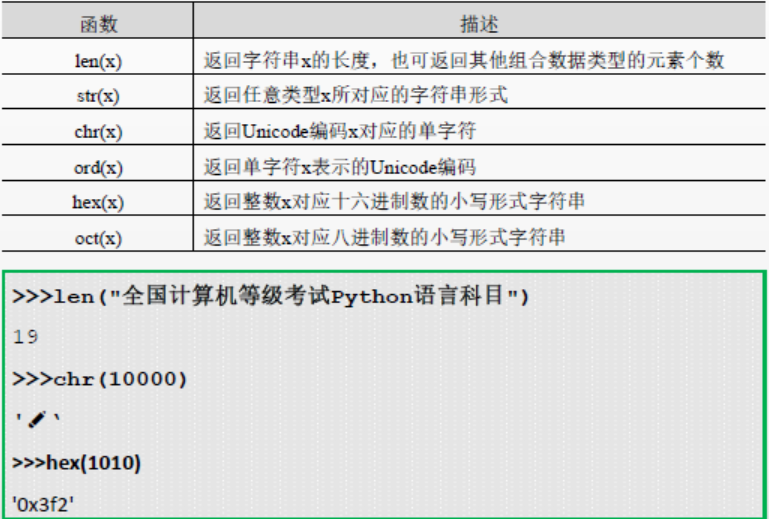 函数 描述
len(x) 返回字符串x的长度，也可返回其他组合数据类型的元素个数
str(x) 返回任意类型x所对应的字符串形式
chr(x) 返回Unicode编码x对应的单字符
ord(x) 返回单字符x表示的Unicode编码
hex(x) 返回整数x对应十六进制数的小写形式字符串
oct(x) 返回整数x对应八进制数的小写形式字符串
>>>len("全国计算机等级考试Python语言科目")
19
>>>chr(10000)
'✐‵
>>>hex(1010)
'0x3f2'